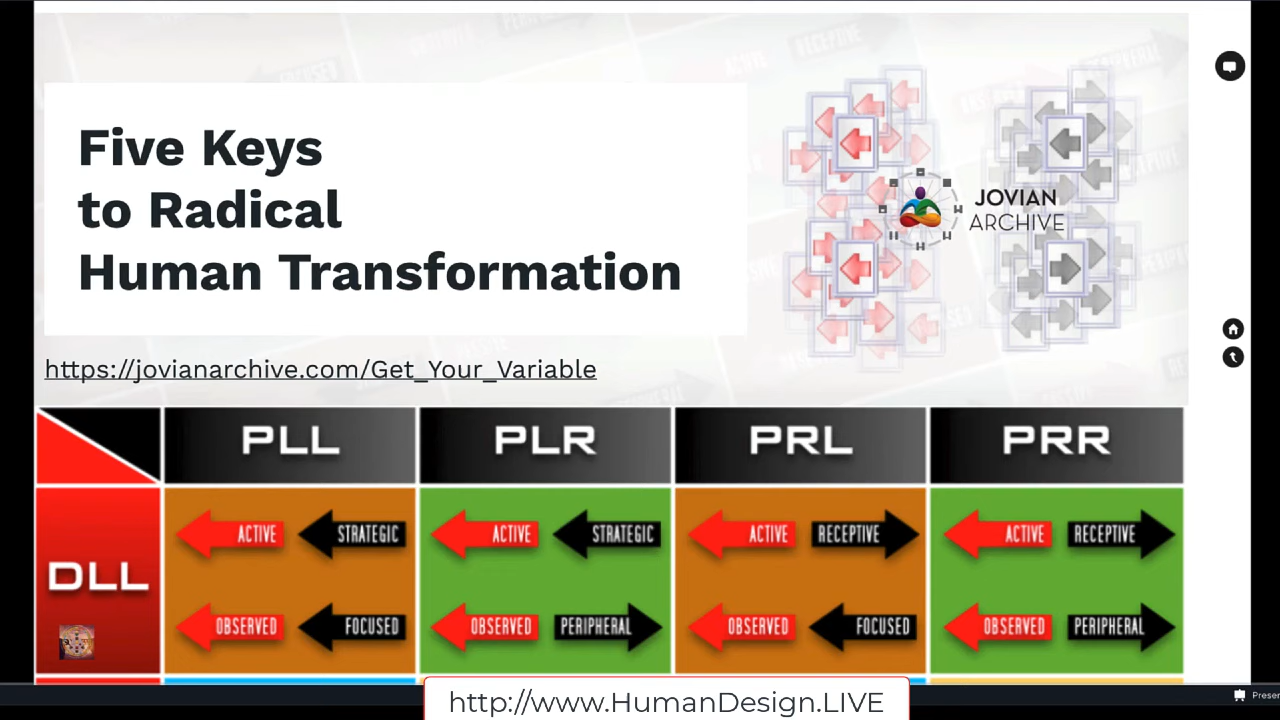 Five Keys
to Radical
Human Transformation
JOVIAN
ARCHIVE
https://jovianarchive.com/Get_Your_Variable
PLL PLR PRL PRR
DLL
ACTIVE STRATEGIC ACTIVE STRATEGIC ACTIVE RECEPTIVE ACTIVE RECEPTIVE
OBSERVED FOCUSED OBSERVED PERIPHERAL OBSERVED FOCUSED OBSERVED PERIPHERAL
http://www.HumanDesign.LIVE